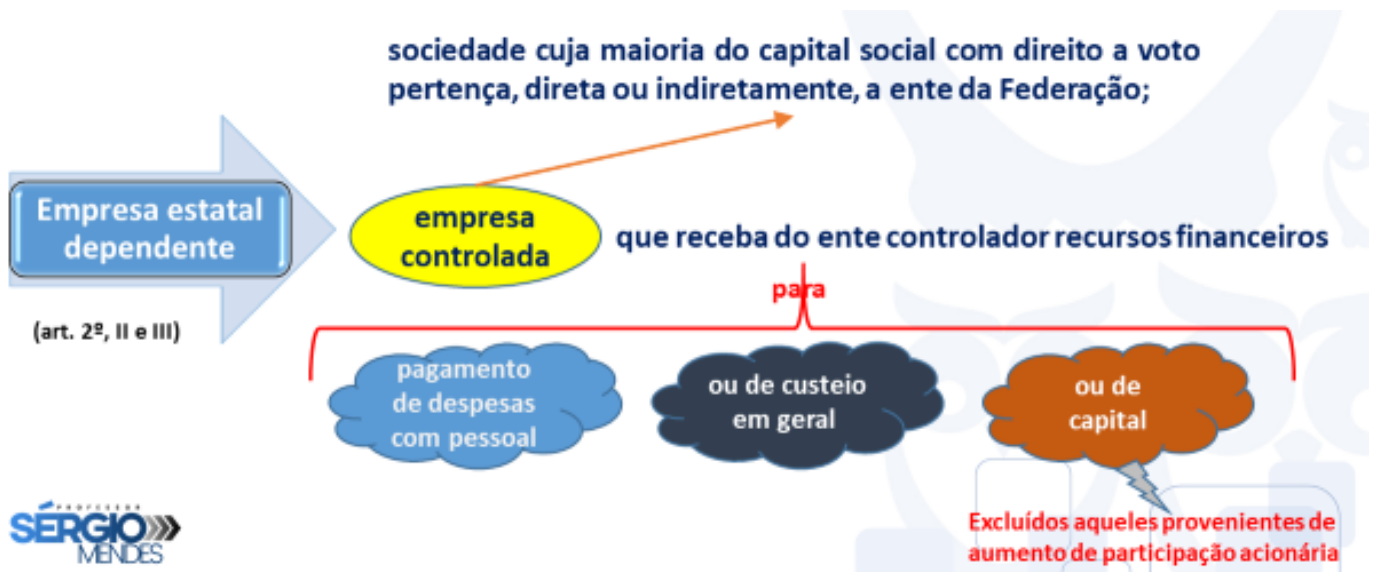 sociedade cuja maioria do capital social com direito a voto
pertença, direta ou indiretamente, a ente da Federação;
Empresa estatal
dependente
(art. 2º, II e III)
empresa
controlada
que receba do ente controlador recursos financeiros
para
pagamento
de despesas
com pessoal
ou de custeio
em geral
ou de
capital
Excluídos aqueles provenientes de
aumento de participação acionária
PROFESSOR
SÉRGIO
MENDES